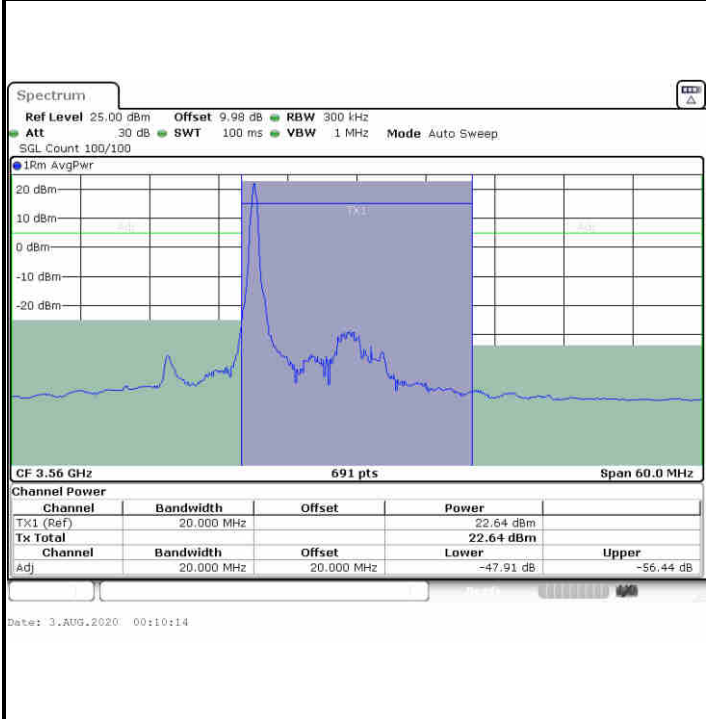 Spectrum
Ref Level 25.00 dBm Offset 9.98 dB RBW 300 kHz
Att 30 dB SWT 100 ms VBW 1 MHz Mode Auto Sweep
SGL Count 100/100
1Rm AvgPwr
20 dBm
TX1
10 dBm
Adj Adj
0 dBm
-10 dBm
-20 dBm
CF 3.56 GHz 691 pts Span 60.0 MHz
Channel Power
Channel Bandwidth Offset Power
TX1 (Ref) 20.000 MHz 22.64 dBm
Tx Total 22.64 dBm
Channel Bandwidth Offset Lower Upper
Adj 20.000 MHz 20.000 MHz -47.91 dB -56.44 dB
Date: 3.AUG.2020 00:10:14